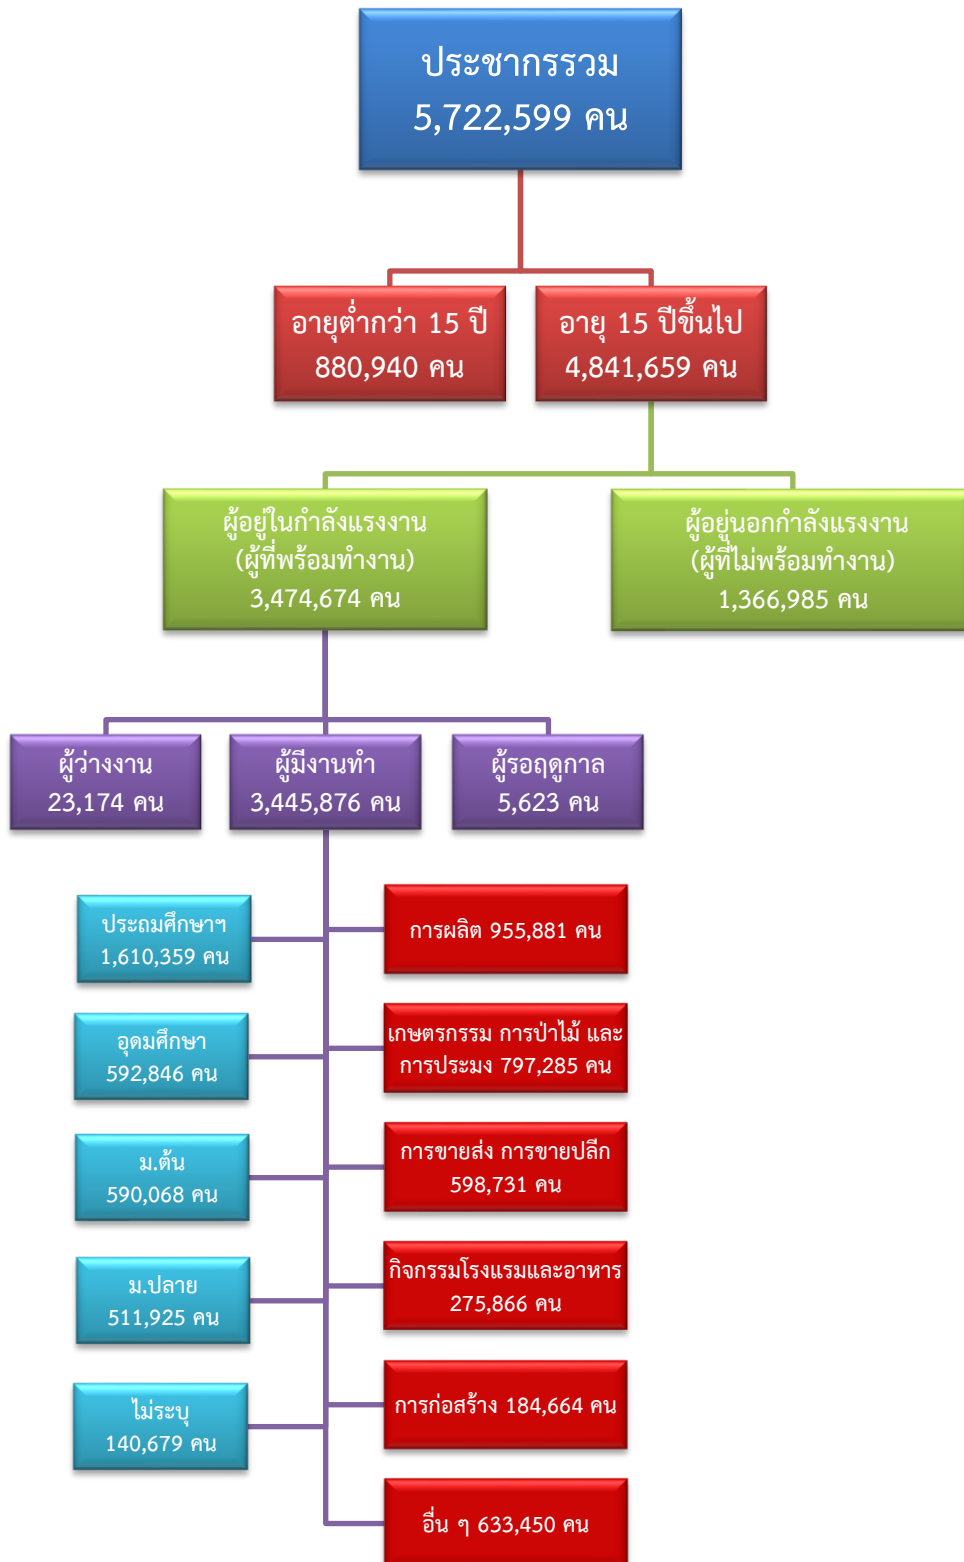 ประชากรรวม
5,722,599 คน
อายุต่ำกว่า 15 ปี
880,940 คน
อายุ 15 ปีขึ้นไป
4,841,659 คน
ผู้อยู่ในกำลังแรงงาน
(ผู้ที่พร้อมทำงาน)
3,474,674 คน
ผู้อยู่นอกกำลังแรงงาน
(ผู้ที่ไม่พร้อมทำงาน)
1,366,985 คน
ผู้ว่างงาน
23,174 คน
ผู้มีงานทำ
3,445,876 คน
ผู้รอฤดูกาล
5,623 คน
ประถมศึกษาฯ
1,610,359 คน
อุดมศึกษา
592,846 คน
ม.ต้น
590,068 คน
ม.ปลาย
511,925 คน
ไม่ระบุ
140,679 คน
การผลิต 955,881 คน
เกษตรกรรม การป่าไม้ และ
การประมง 797,285 คน
การขายส่ง การขายปลีก
598,731 คน
กิจกรรมโรงแรมและอาหาร
275,866 คน
การก่อสร้าง 184,664 คน
อื่น ๆ 633,450 คน